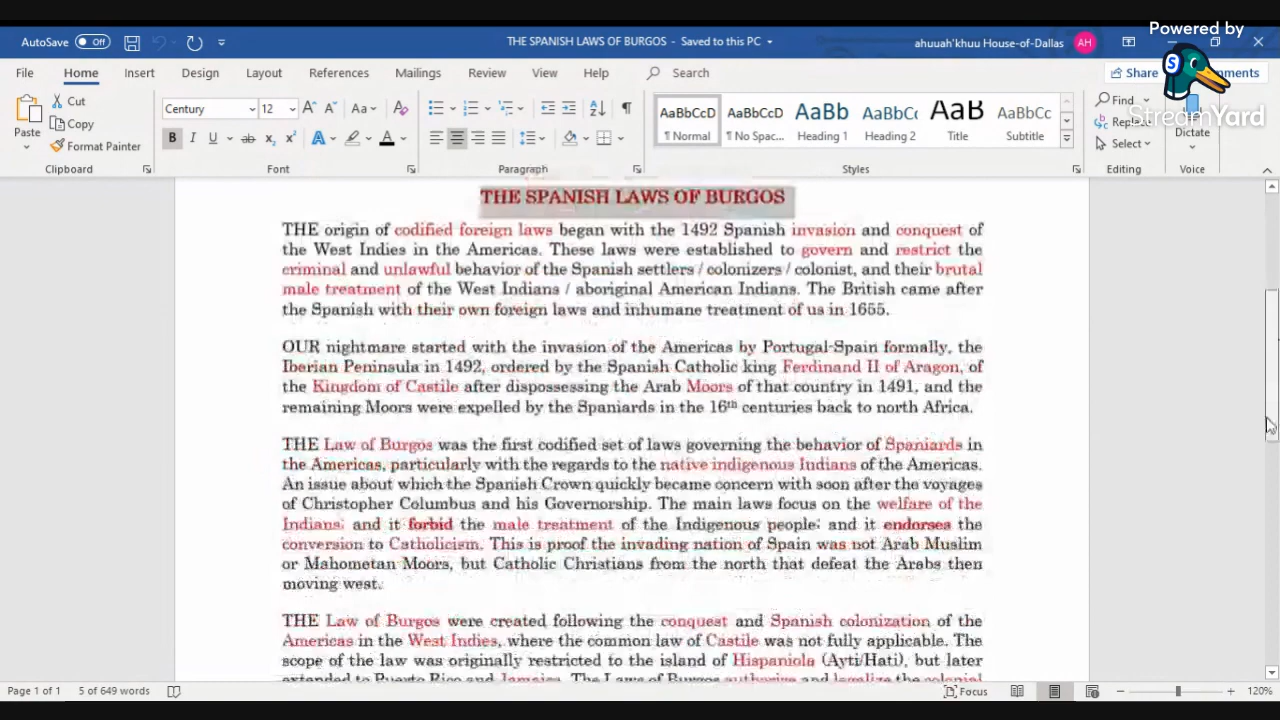 Powered by
AutoSave Off THE SPANISH LAWS OF BURGOS - Saved to this PC ahuuah'khuu House-of-Dallas AH
File Home Insert Design Layout References Mailings Review View Help Search Share
StreamYard
Paste Cut Copy Format Painter
Century 12
Aa B I U ab
AaBbCcD AaBbCcD AaBb AaBbCc AaB AaBbCcD
¶ Normal ¶ No Spac... Heading 1 Heading 2 Title Subtitle
Find
Select
Dictate
Clipboard Font Paragraph Styles Editing Voice
THE SPANISH LAWS OF BURGOS
THE origin of codified foreign laws began with the 1492 Spanish invasion and conquest of
the West Indies in the Americas. These laws were established to govern and restrict the
criminal and unlawful behavior of the Spanish settlers / colonizers / colonist, and their brutal
male treatment of the West Indians / aboriginal American Indians. The British came after
the Spanish with their own foreign laws and inhumane treatment of us in 1655.
OUR nightmare started with the invasion of the Americas by Portugal-Spain formally, the
Iberian Peninsula in 1492, ordered by the Spanish Catholic king Ferdinand II of Aragon, of
the Kingdom of Castile after dispossessing the Arab Moors of that country in 1491, and the
remaining Moors were expelled by the Spaniards in the 16th centuries back to north Africa.
THE Law of Burgos was the first codified set of laws governing the behavior of Spaniards in
the Americas, particularly with the regards to the native indigenous Indians of the Americas.
An issue about which the Spanish Crown quickly became concern with soon after the voyages
of Christopher Columbus and his Governorship. The main laws focus on the welfare of the
Indians; and it forbid the male treatment of the Indigenous people; and it endorses the
conversion to Catholicism. This is proof the invading nation of Spain was not Arab Muslim
or Mahometan Moors, but Catholic Christians from the north that defeat the Arabs then
moving west.
THE Law of Burgos were created following the conquest and Spanish colonization of the
Americas in the West Indies, where the common law of Castile was not fully applicable. The
scope of the law was originally restricted to the island of Hispaniola (Ayti/Hati), but later
extended to Puerto Rico and Jamaica. The Laws of Burgos authorize and legalize the colonial
Page 1 of 1 5 of 649 words Focus 120%